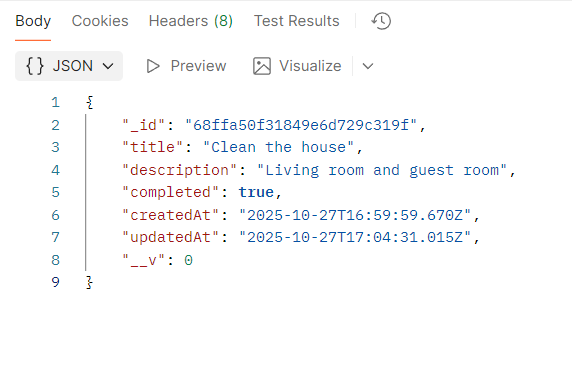 Body Cookies Headers (8) Test Results
{} JSON Preview Visualize
1 {
2 "_id": "68ffa50f31849e6d729c319f",
3 "title": "Clean the house",
4 "description": "Living room and guest room",
5 "completed": true,
6 "createdAt": "2025-10-27T16:59:59.670Z",
7 "updatedAt": "2025-10-27T17:04:31.015Z",
8 "__v": 0
9 }